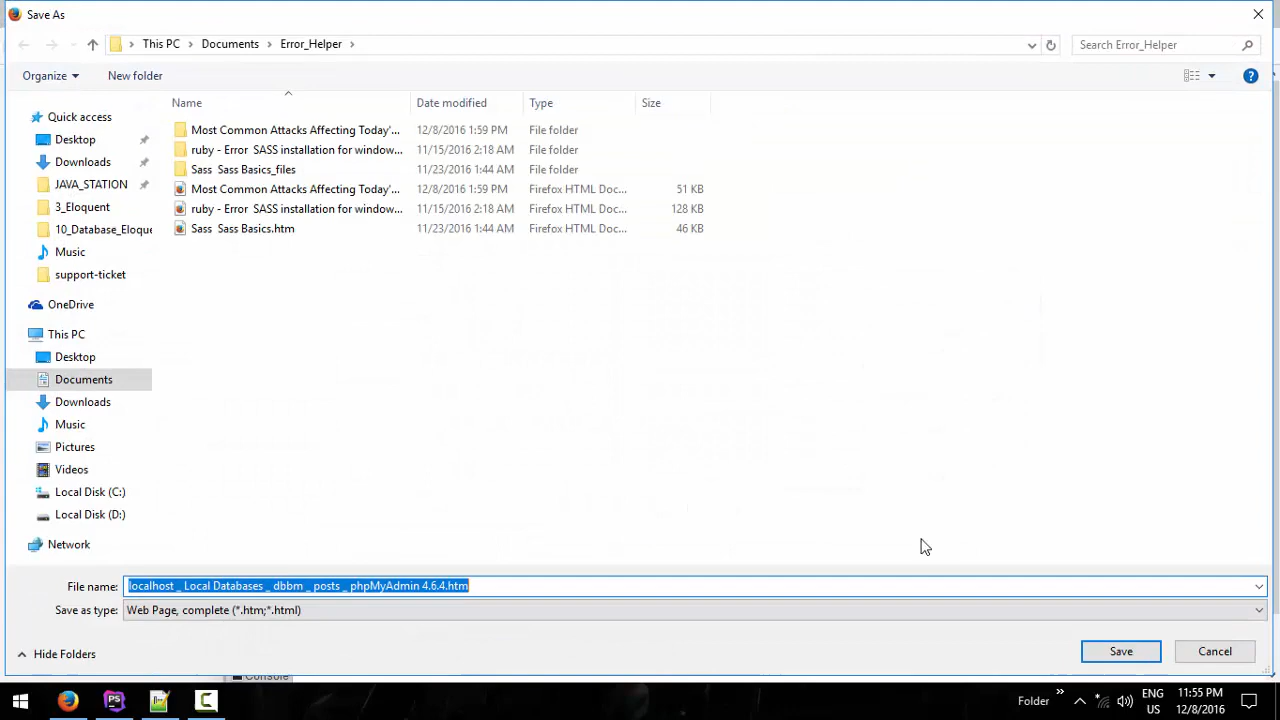 Save As
This PC > Documents > Error_Helper >
Search Error_Helper
Organize
New folder
Name Date modified Type Size
Quick access
Desktop
Downloads
JAVA_STATION
3_Eloquent
10_Database_Eloque
Music
support-ticket
OneDrive
This PC
Desktop
Documents
Downloads
Music
Pictures
Videos
Local Disk (C:)
Local Disk (D:)
Network
Most Common Attacks Affecting Today'... 12/8/2016 1:59 PM File folder
ruby - Error SASS installation for window... 11/15/2016 2:18 AM File folder
Sass Sass Basics_files 11/23/2016 1:44 AM File folder
Most Common Attacks Affecting Today'... 12/8/2016 1:59 PM Firefox HTML Doc... 51 KB
ruby - Error SASS installation for window... 11/15/2016 2:18 AM Firefox HTML Doc... 128 KB
Sass Sass Basics.htm 11/23/2016 1:44 AM Firefox HTML Doc... 46 KB
File name: localhost _ Local Databases _ dbbm _ posts _ phpMyAdmin 4.6.4.htm
Save as type: Web Page, complete (*.htm;*.html)
Hide Folders
Save
Cancel
Console
PS
Folder
ENG
US
11:55 PM
12/8/2016